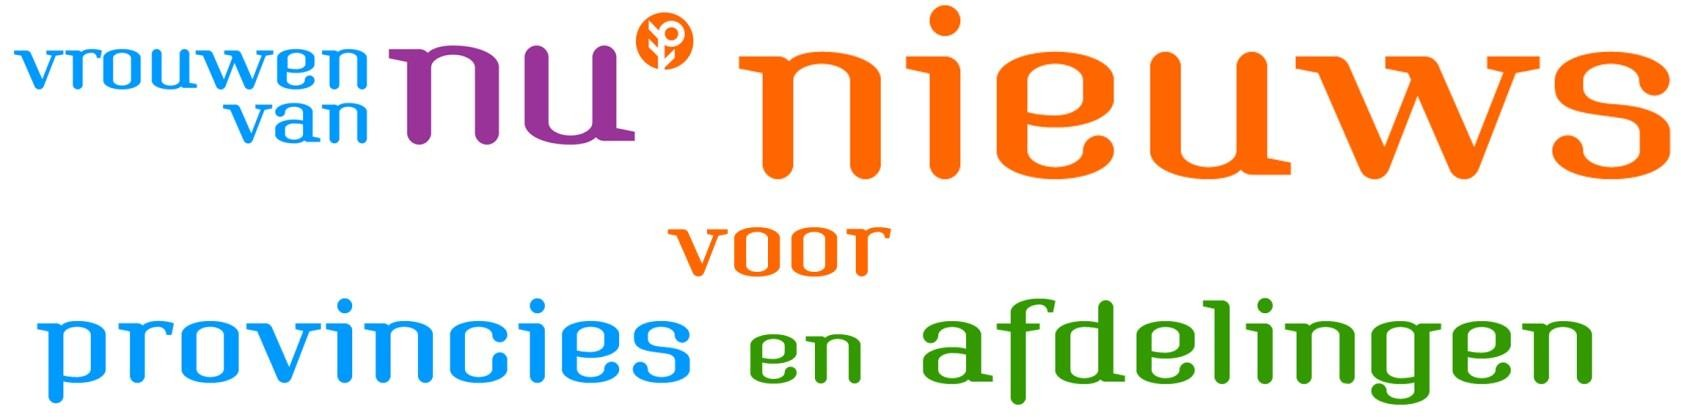 vrouwen van nu nieuws
voor
provincies en afdelingen